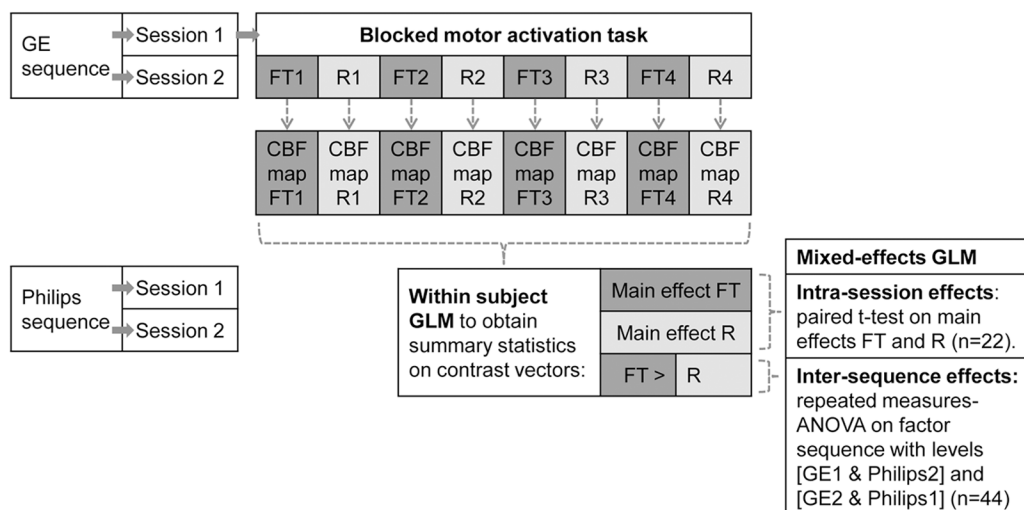 GE
sequence
Session 1
Session 2
Blocked motor activation task
FT1 R1 FT2 R2 FT3 R3 FT4 R4
CBF CBF CBF CBF CBF CBF CBF CBF
map map map map map map map map
FT1 R1 FT2 R2 FT3 R3 FT4 R4
Philips
sequence
Session 1
Session 2
Within subject
GLM to obtain
summary statistics
on contrast vectors:
Main effect FT
Main effect R
FT > R
Mixed-effects GLM
Intra-session effects:
paired t-test on main
effects FT and R (n=22).
Inter-sequence effects:
repeated measures-
ANOVA on factor
sequence with levels
[GE1 & Philips2] and
[GE2 & Philips1] (n=44)